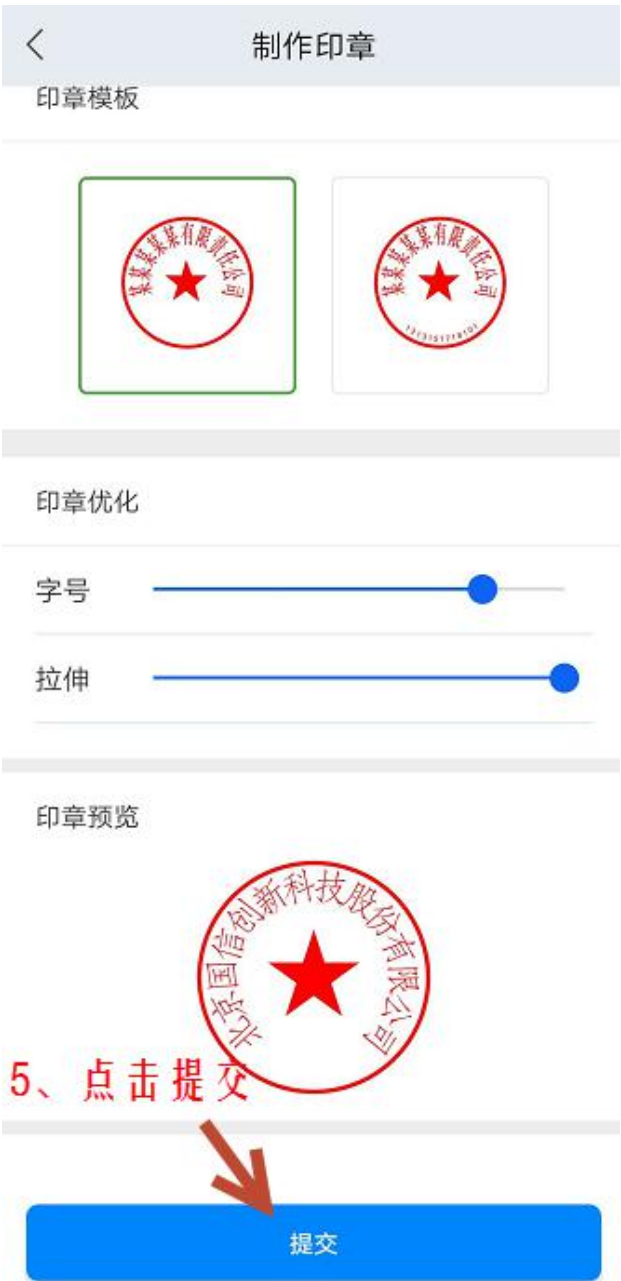 制作印章
印章模板
某某某某有限责任公司
某某某某有限责任公司
印章优化
字号
拉伸
印章预览
北京国信创新科技股份有限公司
5、点击提交
提交